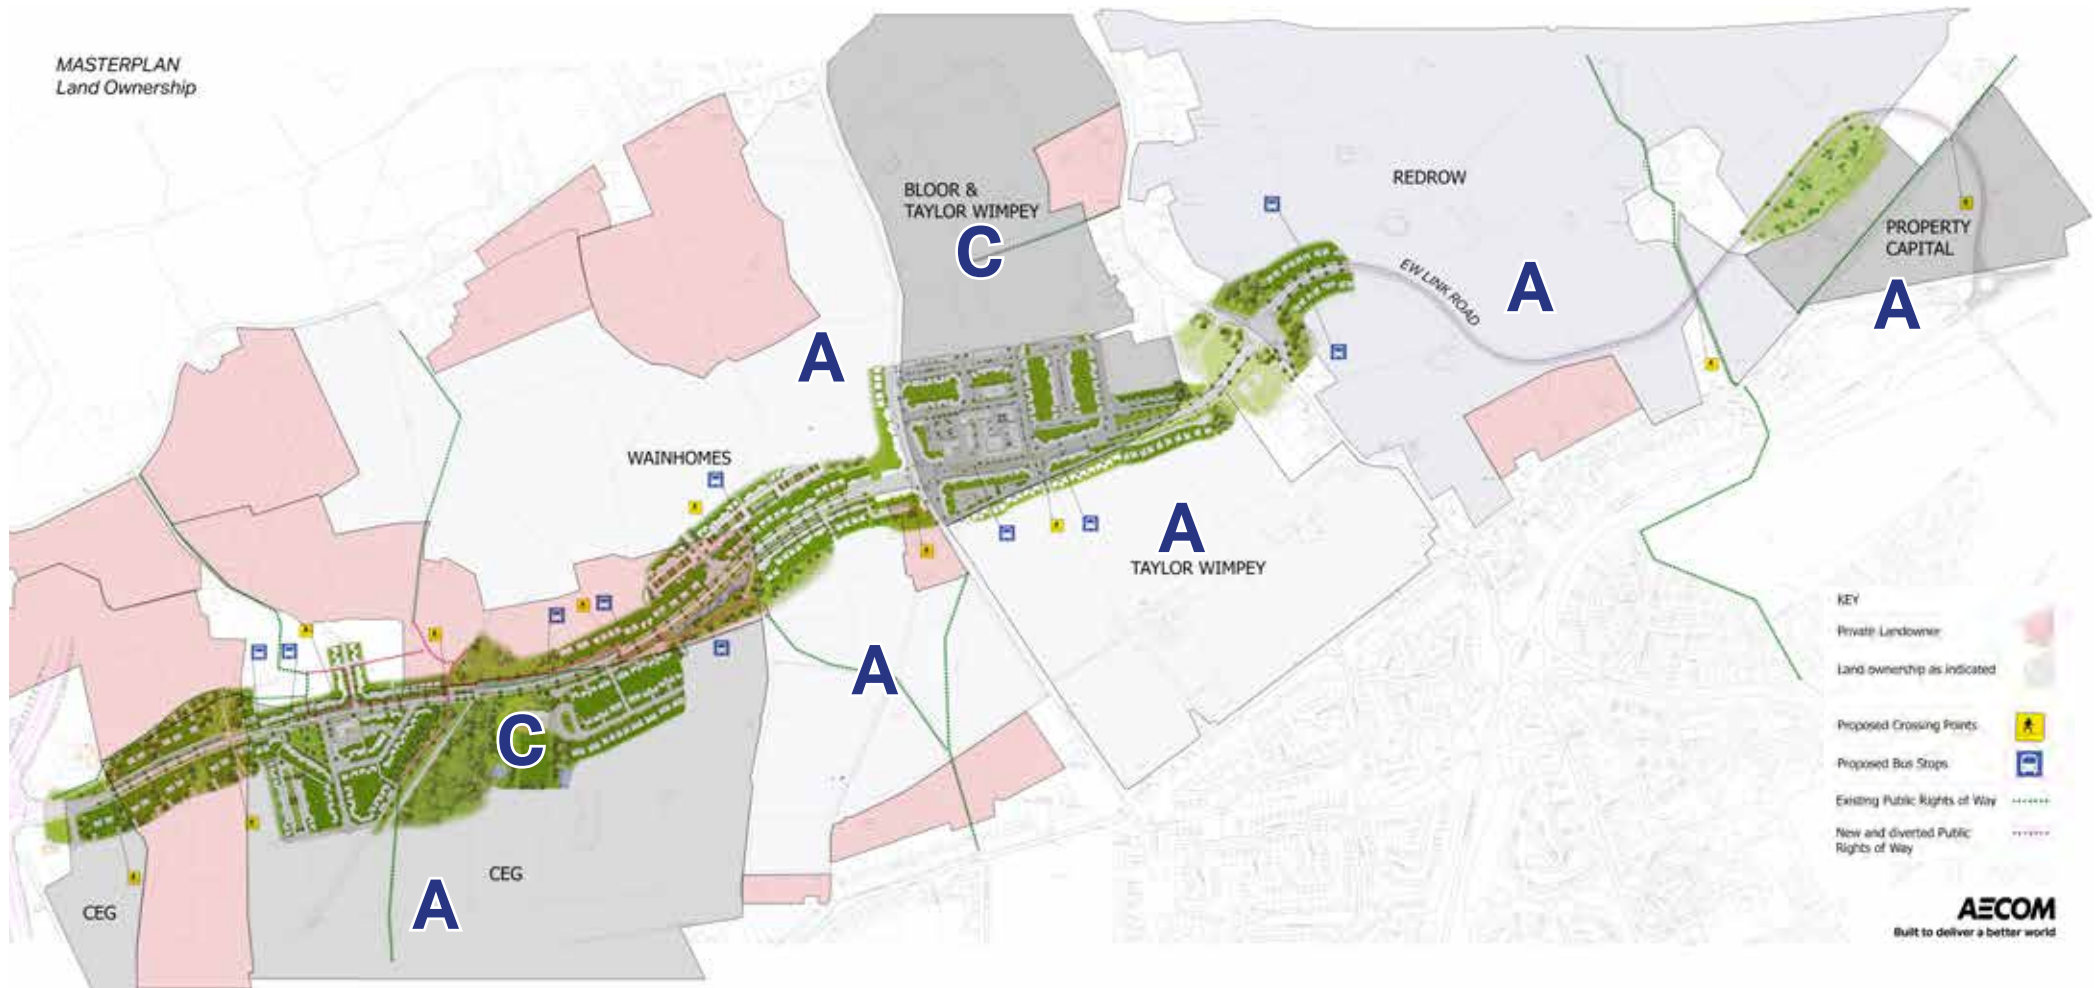 MASTERPLAN
Land Ownership
BLOOR &
TAYLOR WIMPEY
C
REDROW
PROPERTY
CAPITAL
A
EW LINK ROAD
A
A
WAINHOMES
A
TAYLOR WIMPEY
A
C
CEG
A
CEG
KEY
Private Landowner
Land ownership as indicated
Proposed Crossing Points
Proposed Bus Stops
Existing Public Rights of Way
New and diverted Public
Rights of Way
AECOM
Built to deliver a better world